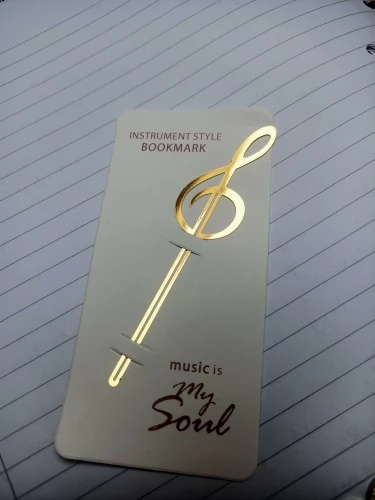 INSTRUMENT STYLE
BOOKMARK
music is
My
Soul